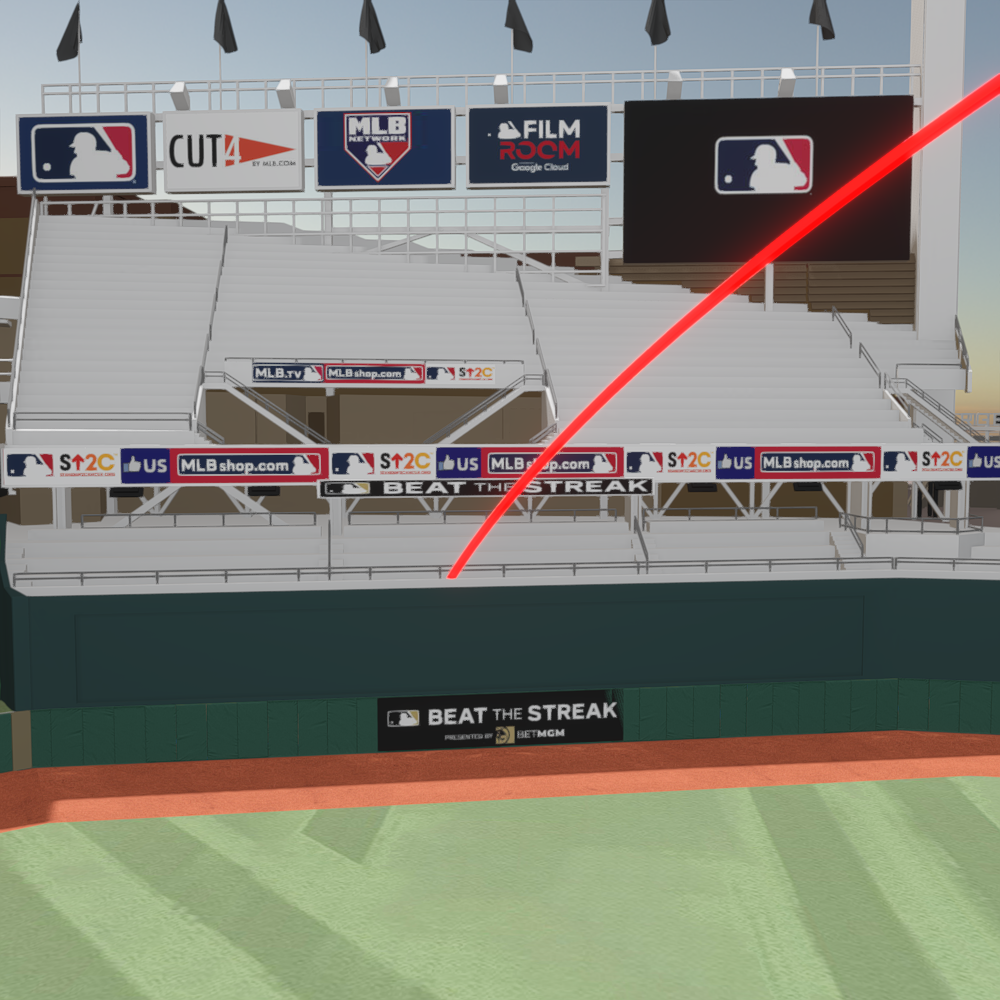 CUT4
BY MLB.COM
MLB
NETWORK
FILM
ROOM
Google Cloud
MLB.TV MLBshop.com S↑2C
S↑2C US MLBshop.com S↑2C US MLBshop.com S↑2C US MLBshop.com S↑2C US
BEAT THE STREAK
BEAT THE STREAK
PRESENTED BY BETMGM